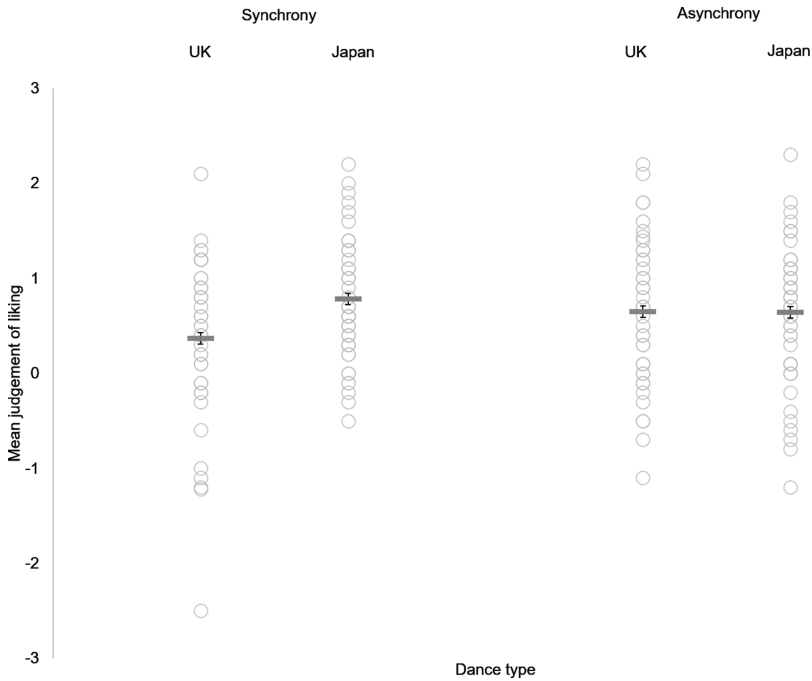 Synchrony Asynchrony
UK Japan UK Japan
3
2
1
0
-1
-2
-3
Mean judgement of liking
Dance type